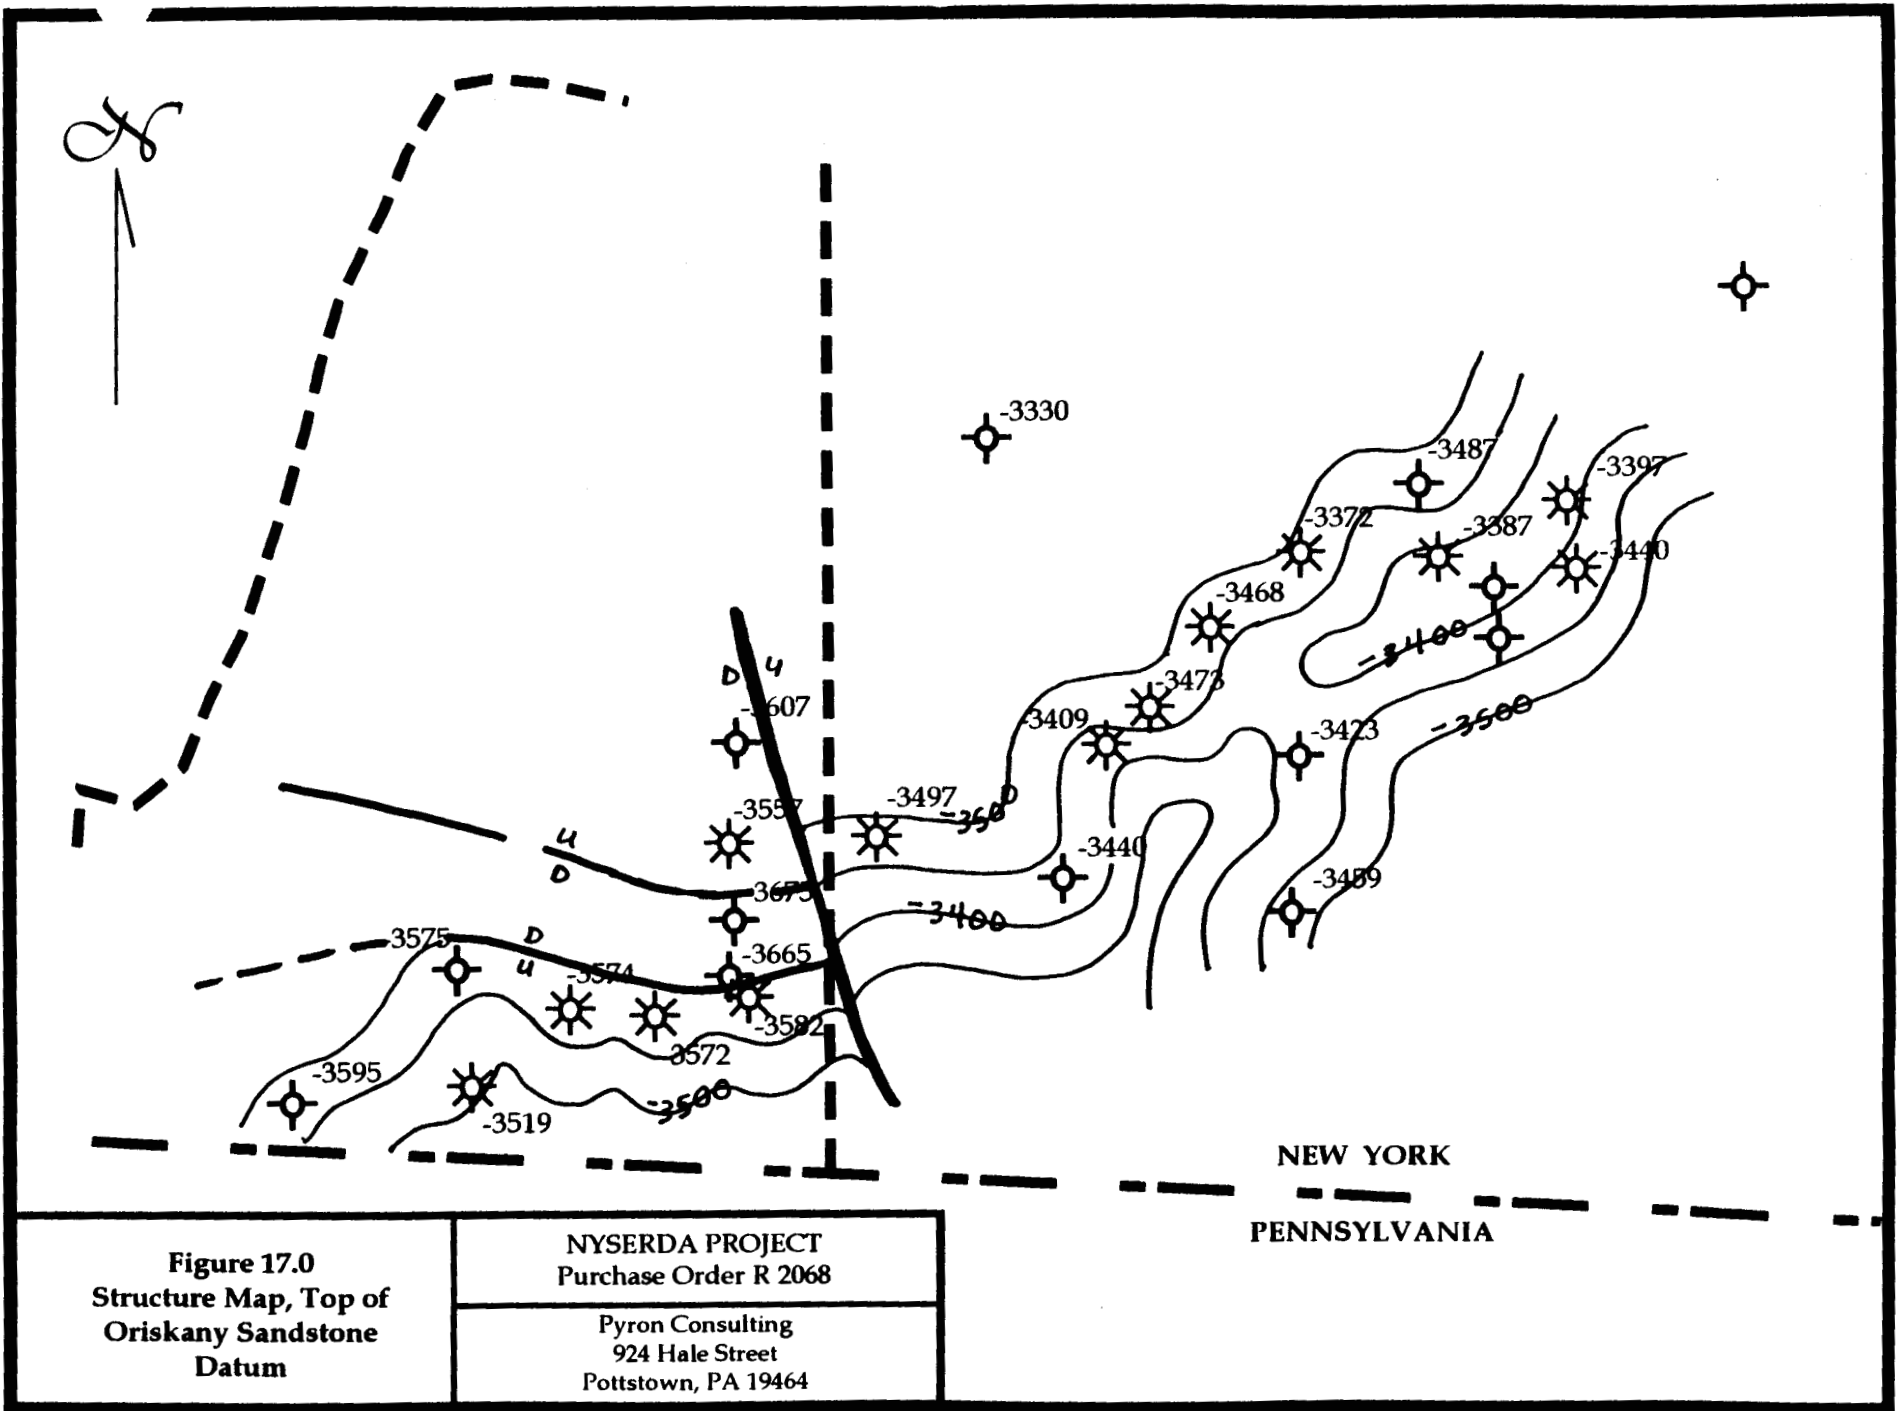 N
-3330
-3487
-3397
-3372
-3387
-3440
-3468
-3400
-3473
D U
-3607
-3409
-3500
-3423
-3557
-3497
-3500
U
D
-3440
-3675
-3459
-3400
-3575
D
U
-3574
-3665
-3582
3572
-3595
-3500
-3519
NEW YORK
PENNSYLVANIA
Figure 17.0
Structure Map, Top of
Oriskany Sandstone
Datum
NYSERDA PROJECT
Purchase Order R 2068
Pyron Consulting
924 Hale Street
Pottstown, PA 19464